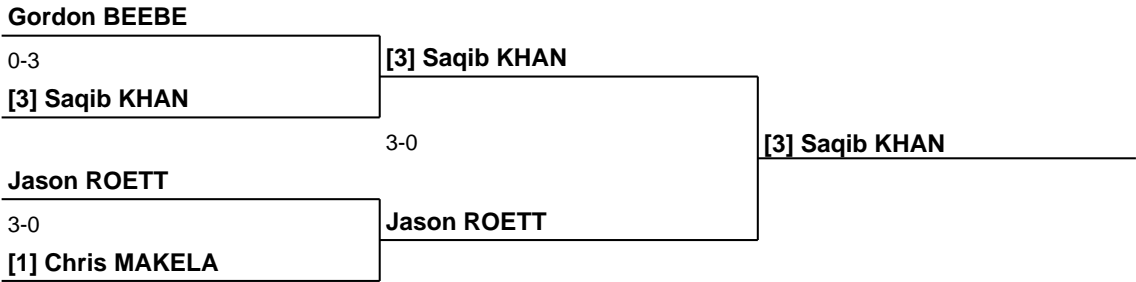 Gordon BEEBE
0-3
[3] Saqib KHAN
[3] Saqib KHAN
3-0
[3] Saqib KHAN
Jason ROETT
3-0
Jason ROETT
[1] Chris MAKELA